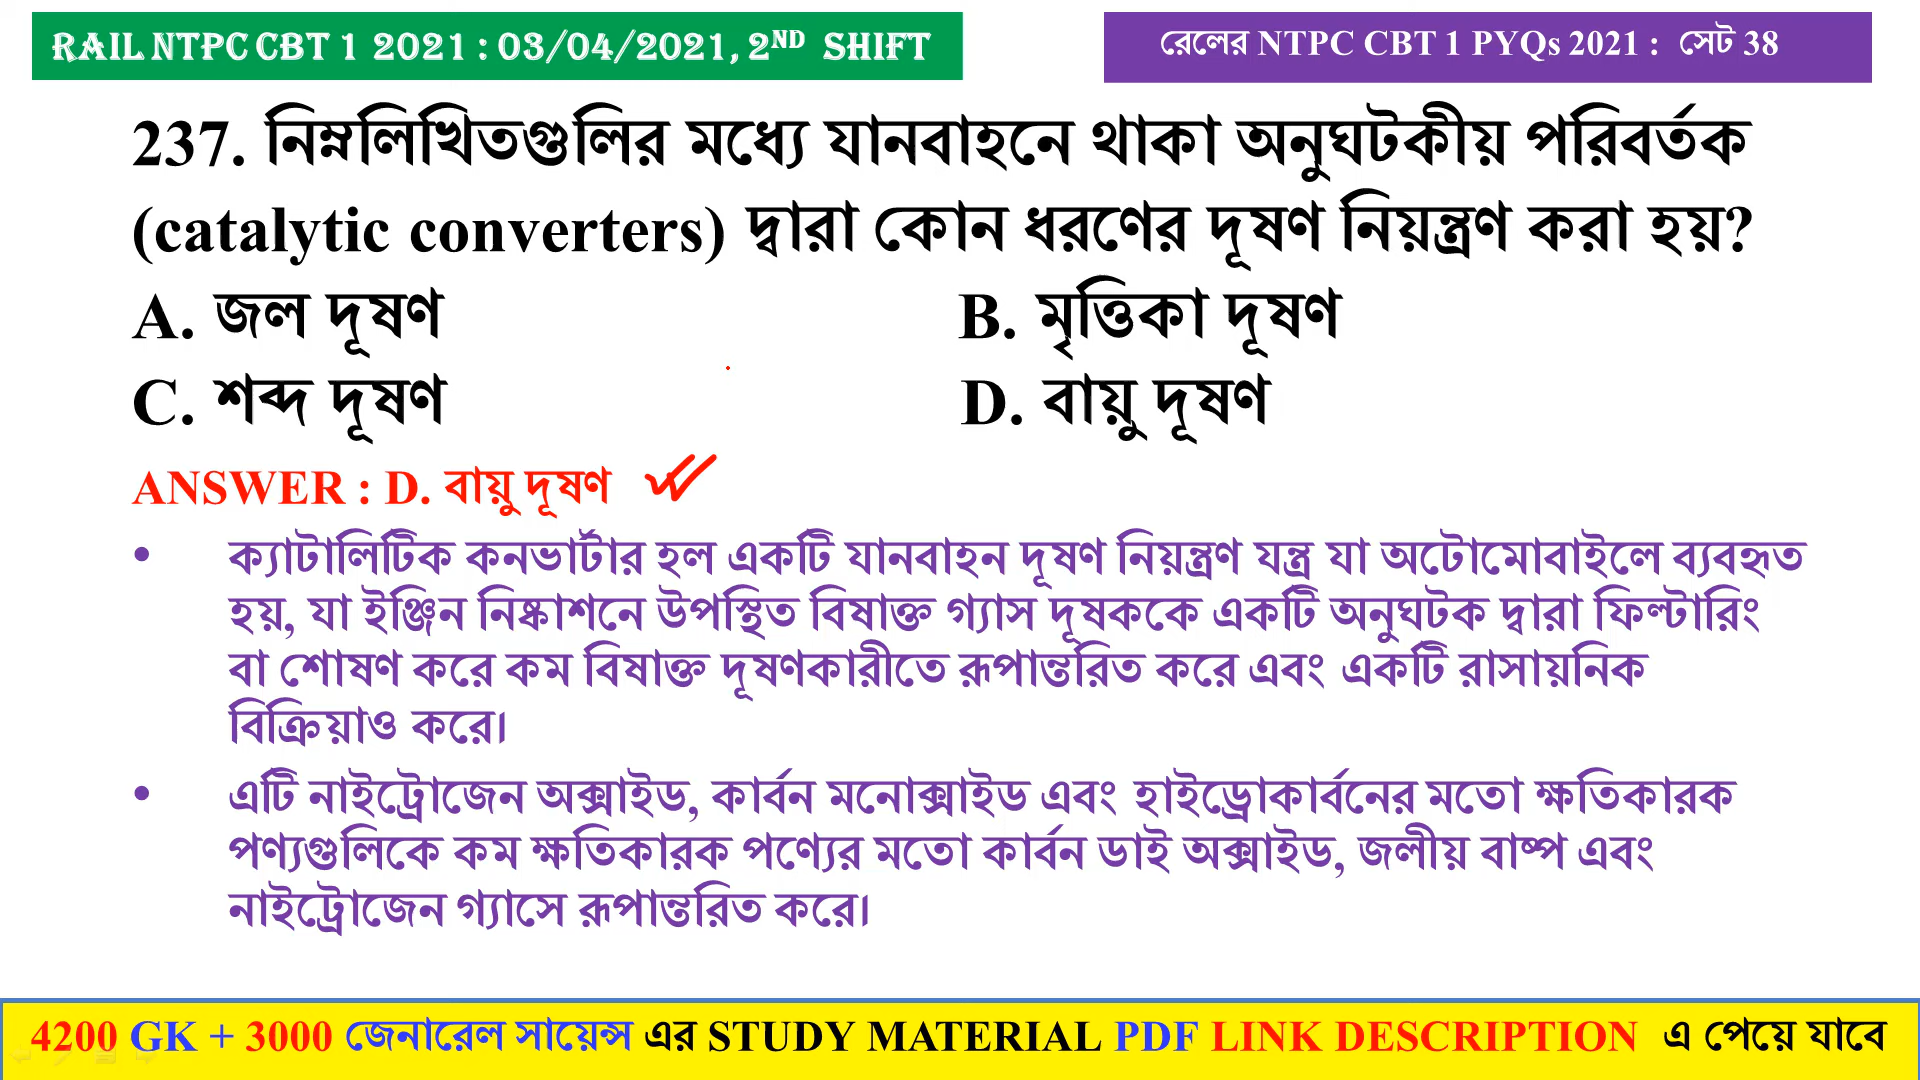 RAIL NTPC CBT 1 2021 : 03/04/2021, 2ND SHIFT
রেলের NTPC CBT 1 PYQs 2021 : সেট 38
237. নিম্নলিখিতগুলির মধ্যে যানবাহনে থাকা অনুঘটকীয় পরিবর্তক
(catalytic converters) দ্বারা কোন ধরণের দূষণ নিয়ন্ত্রণ করা হয়?
A. জল দূষণ B. মৃত্তিকা দূষণ
C. শব্দ দূষণ D. বায়ু দূষণ
ANSWER : D. বায়ু দূষণ
• ক্যাটালিটিক কনভার্টার হল একটি যানবাহন দূষণ নিয়ন্ত্রণ যন্ত্র যা অটোমোবাইলে ব্যবহৃত
হয়, যা ইঞ্জিন নিষ্কাশনে উপস্থিত বিষাক্ত গ্যাস দূষককে একটি অনুঘটক দ্বারা ফিল্টারিং
বা শোষণ করে কম বিষাক্ত দূষণকারীতে রূপান্তরিত করে এবং একটি রাসায়নিক
বিক্রিয়াও করে।
• এটি নাইট্রোজেন অক্সাইড, কার্বন মনোক্সাইড এবং হাইড্রোকার্বনের মতো ক্ষতিকারক
পণ্যগুলিকে কম ক্ষতিকারক পণ্যের মতো কার্বন ডাই অক্সাইড, জলীয় বাষ্প এবং
নাইট্রোজেন গ্যাসে রূপান্তরিত করে।
4200 GK + 3000 জেনারেল সায়েন্স এর STUDY MATERIAL PDF LINK DESCRIPTION এ পেয়ে যাবে